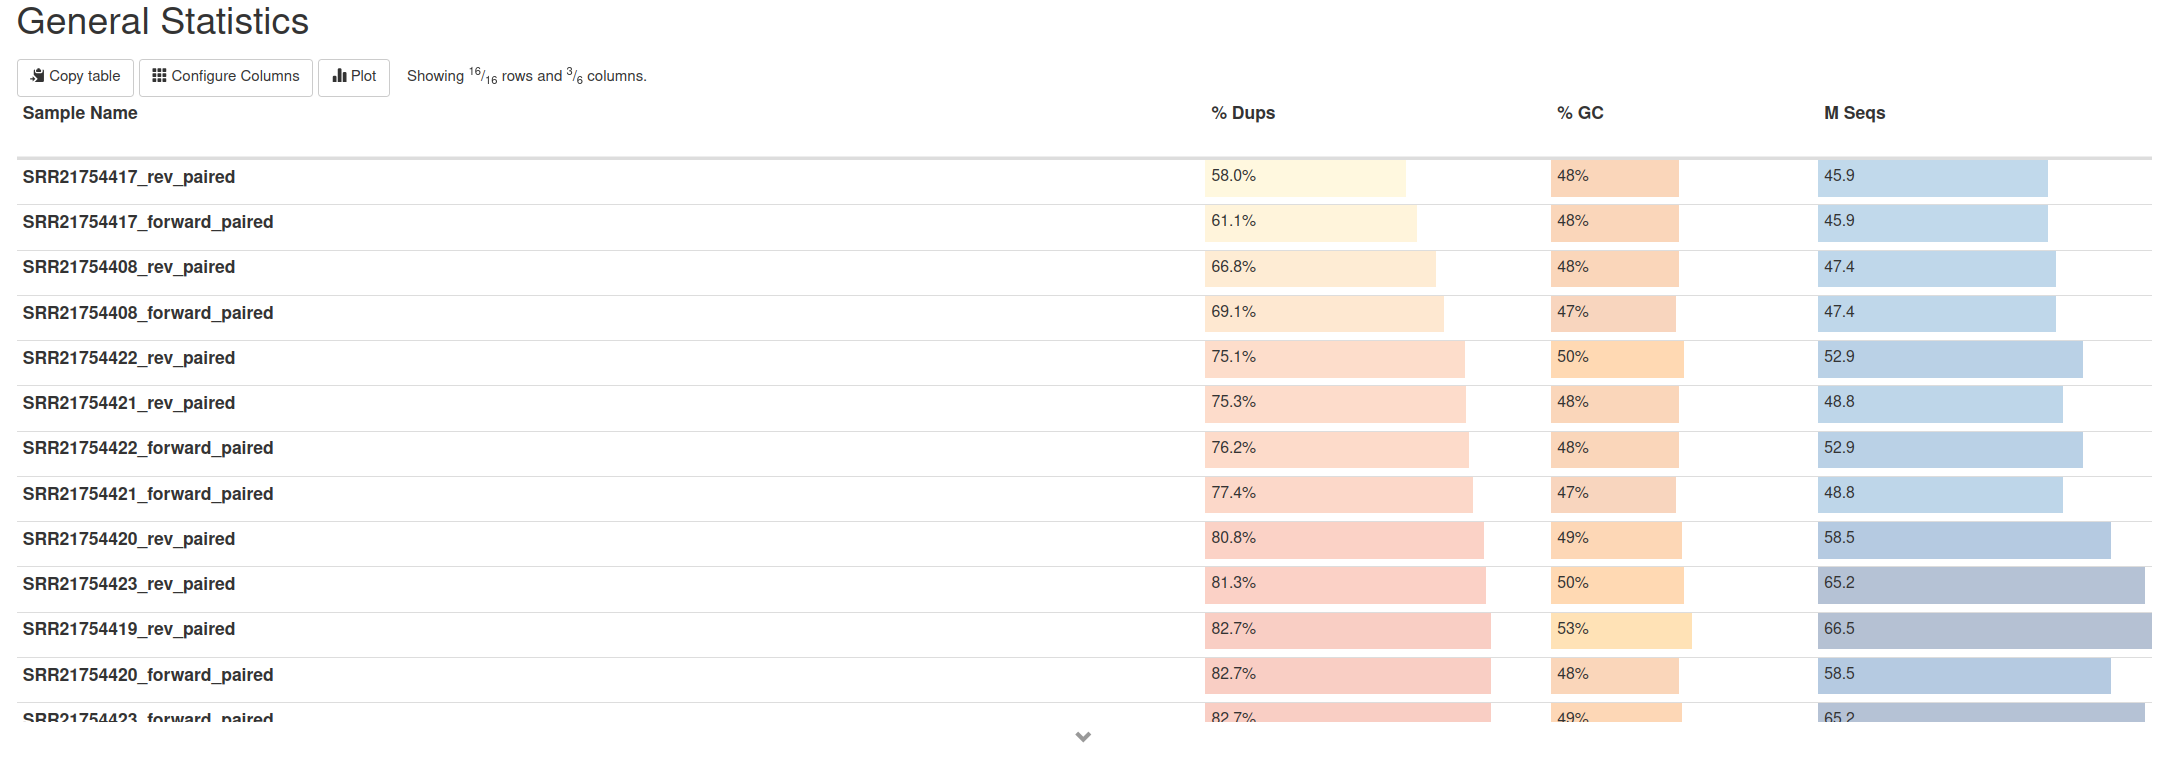 General Statistics
Copy table Configure Columns Plot Showing 16/16 rows and 3/6 columns.
Sample Name % Dups % GC M Seqs
SRR21754417_rev_paired 58.0% 48% 45.9
SRR21754417_forward_paired 61.1% 48% 45.9
SRR21754408_rev_paired 66.8% 48% 47.4
SRR21754408_forward_paired 69.1% 47% 47.4
SRR21754422_rev_paired 75.1% 50% 52.9
SRR21754421_rev_paired 75.3% 48% 48.8
SRR21754422_forward_paired 76.2% 48% 52.9
SRR21754421_forward_paired 77.4% 47% 48.8
SRR21754420_rev_paired 80.8% 49% 58.5
SRR21754423_rev_paired 81.3% 50% 65.2
SRR21754419_rev_paired 82.7% 53% 66.5
SRR21754420_forward_paired 82.7% 48% 58.5
SRR21754423_forward_paired 82.7% 49% 65.2